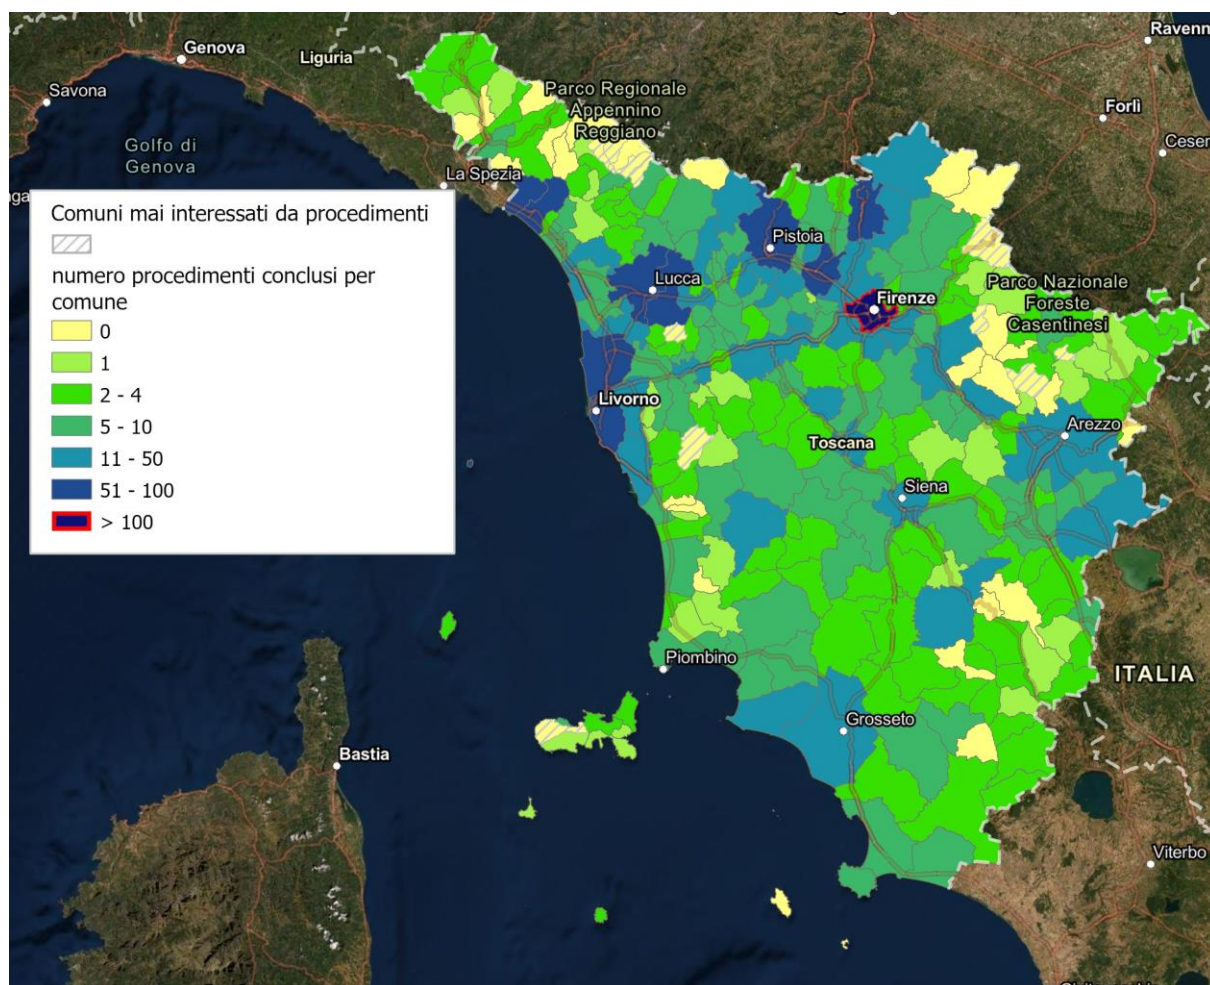 Ravenn
Genova
Liguria
Parco Regionale
Appennino
Reggiano
Savona
Forlì
Golfo di
Genova
Cesen
La Spezia
Comuni mai interessati da procedimenti
numero procedimenti conclusi per
comune
0
1
2 - 4
5 - 10
11 - 50
51 - 100
> 100
Pistoia
Lucca
Firenze
Parco Nazionale
Foreste
Casentinesi
Livorno
Arezzo
Toscana
Siena
Piombino
ITALIA
Grosseto
Bastia
Viterbo